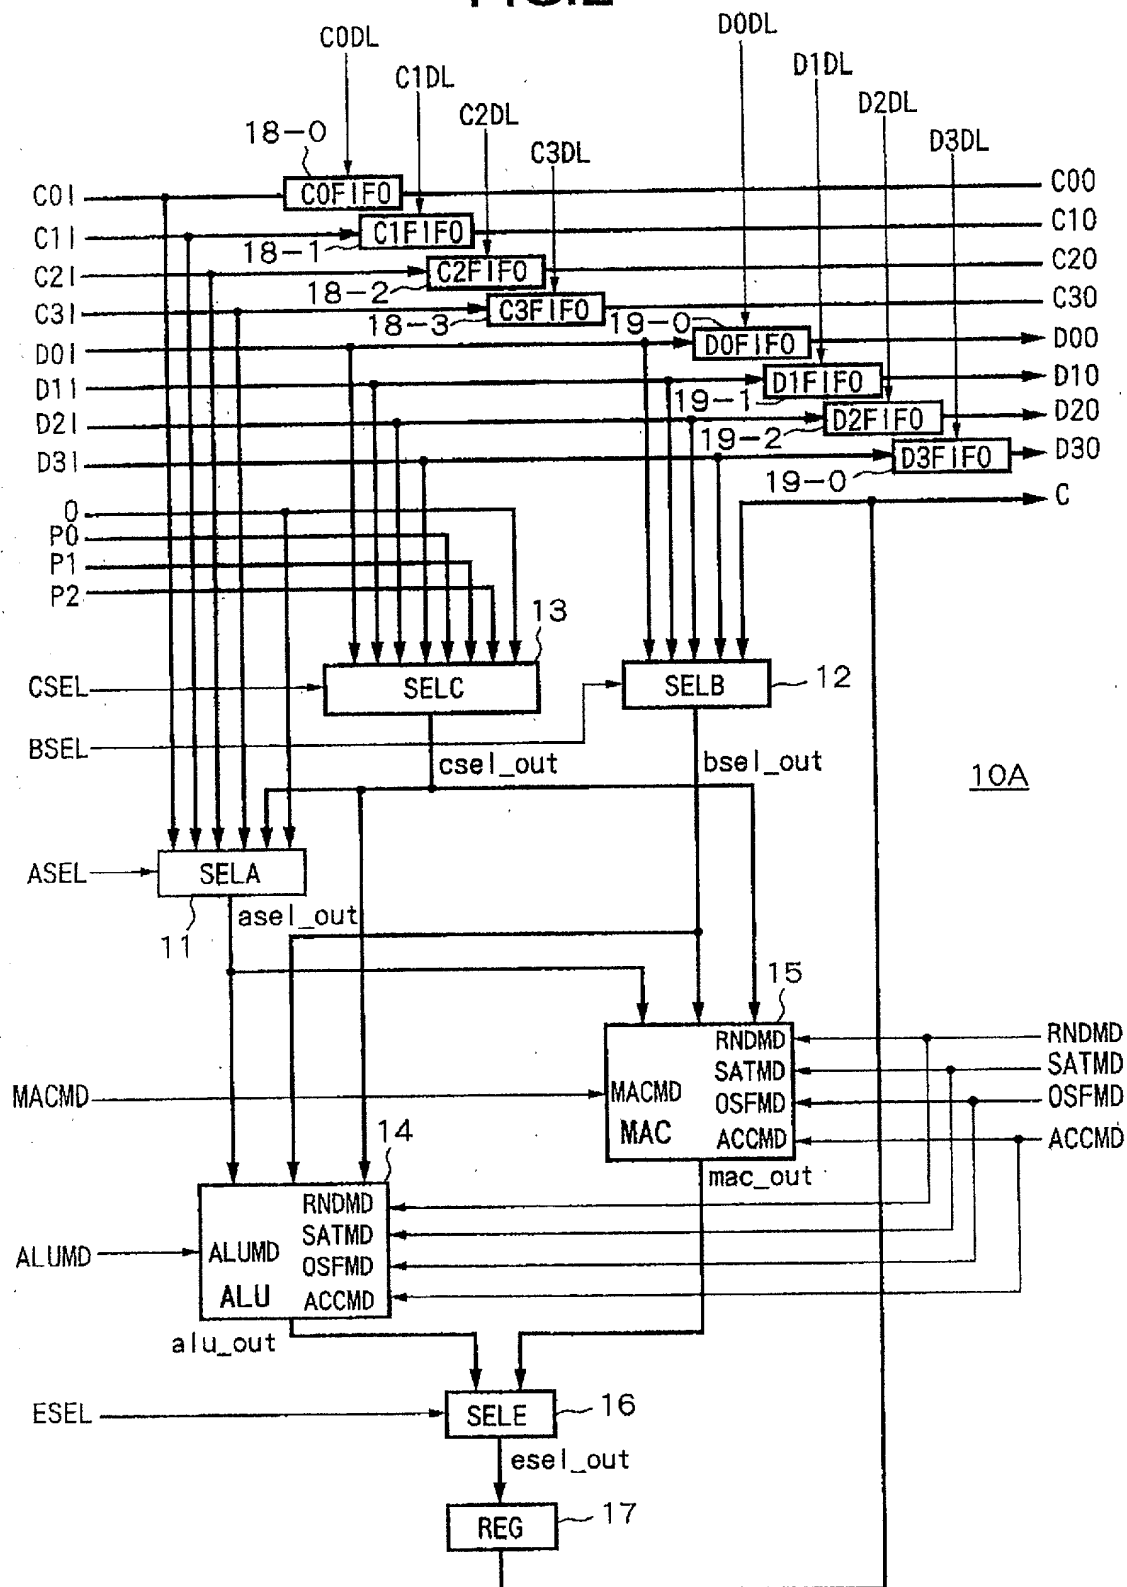 FIG.2
C0DL
D0DL
C1DL
D1DL
C2DL
D2DL
18-0
C3DL
D3DL
C0I
C0FIFO
C00
C1I
18-1
C1FIFO
C10
C2I
18-2
C2FIFO
C20
C3I
18-3
C3FIFO
19-0
C30
D0I
D0FIFO
D00
D1I
19-1
D1FIFO
D10
D2I
19-2
D2FIFO
D20
D3I
19-0
D3FIFO
D30
0
C
P0
P1
P2
13
CSEL
SELC
SELB
12
BSEL
csel_out
bsel_out
10A
ASEL
SELA
11
asel_out
15
RNDMD
RNDMD
SATMD
SATMD
MACMD
MACMD
OSFMD
OSFMD
MAC
ACCMD
ACCMD
14
mac_out
RNDMD
SATMD
ALUMD
ALUMD
OSFMD
ALU
ACCMD
alu_out
ESEL
SELE
16
esel_out
REG
17